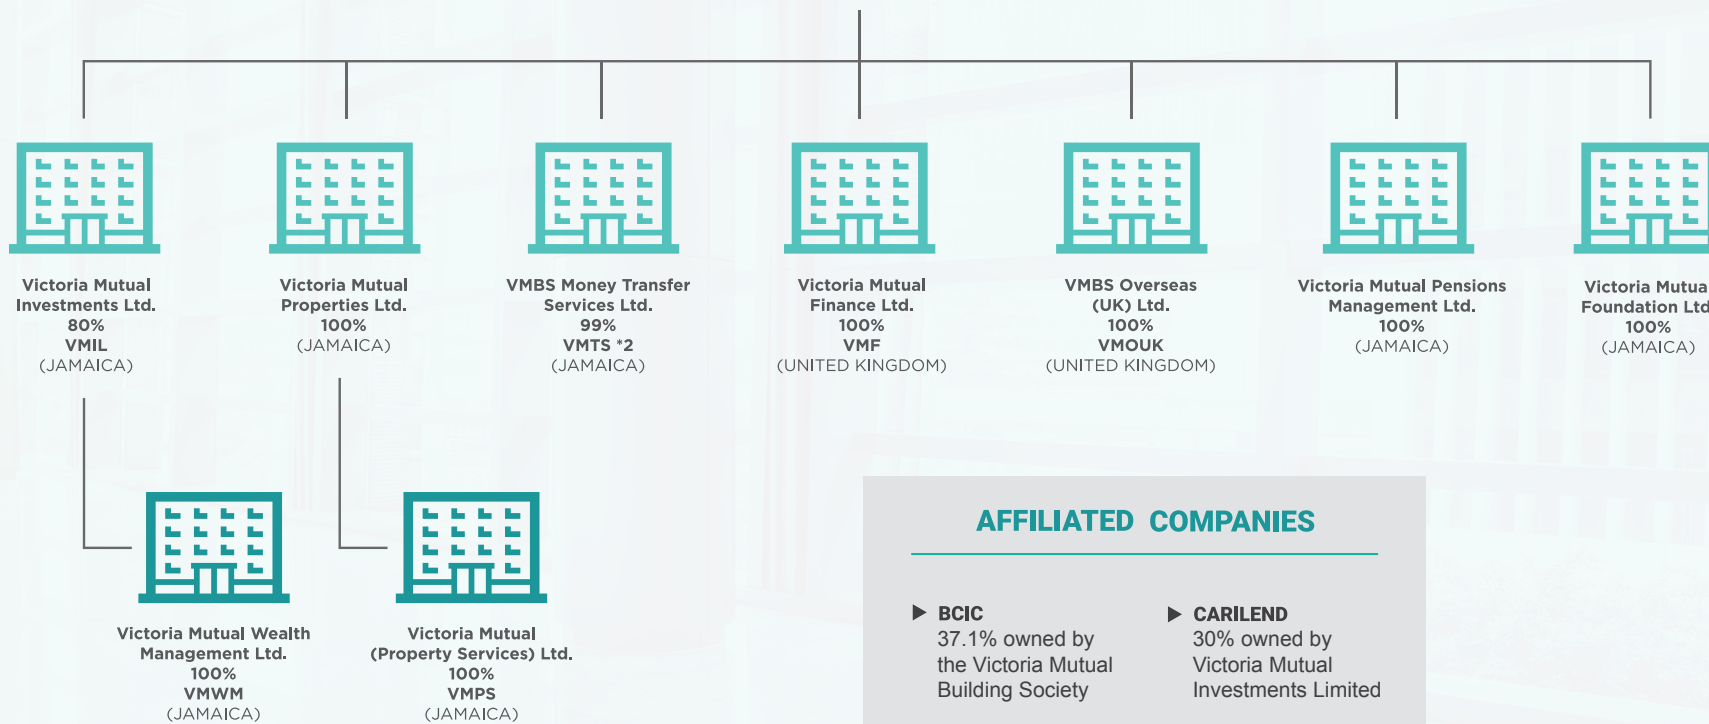 Victoria Mutual
Investments Ltd.
80%
VMIL
(JAMAICA)
Victoria Mutual
Properties Ltd.
100%
(JAMAICA)
VMBS Money Transfer
Services Ltd.
99%
VMTS *2
(JAMAICA)
Victoria Mutual
Finance Ltd.
100%
VMF
(UNITED KINGDOM)
VMBS Overseas
(UK) Ltd.
100%
VMOUK
(UNITED KINGDOM)
Victoria Mutual Pensions
Management Ltd.
100%
(JAMAICA)
Victoria Mutua
Foundation Ltd
100%
(JAMAICA)
Victoria Mutual Wealth
Management Ltd.
100%
VMWM
(JAMAICA)
Victoria Mutual
(Property Services) Ltd.
100%
VMPS
(JAMAICA)
AFFILIATED COMPANIES
▶ BCIC
37.1% owned by
the Victoria Mutual
Building Society
▶ CARILEND
30% owned by
Victoria Mutual
Investments Limited